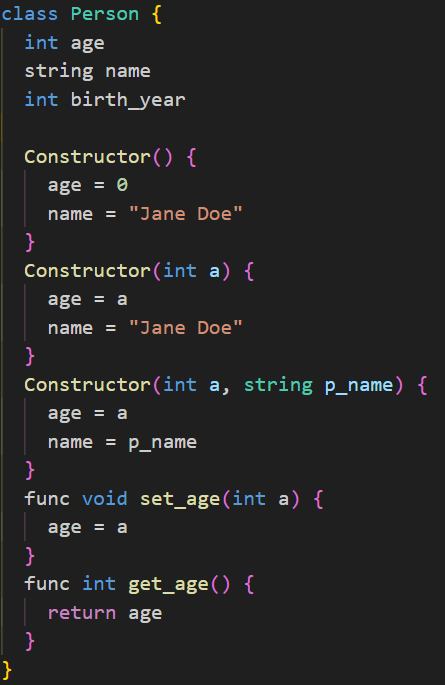 class Person {
  int age
  string name
  int birth_year

  Constructor() {
    age = 0
    name = "Jane Doe"
  }
  Constructor(int a) {
    age = a
    name = "Jane Doe"
  }
  Constructor(int a, string p_name) {
    age = a
    name = p_name
  }
  func void set_age(int a) {
    age = a
  }
  func int get_age() {
    return age
  }
}